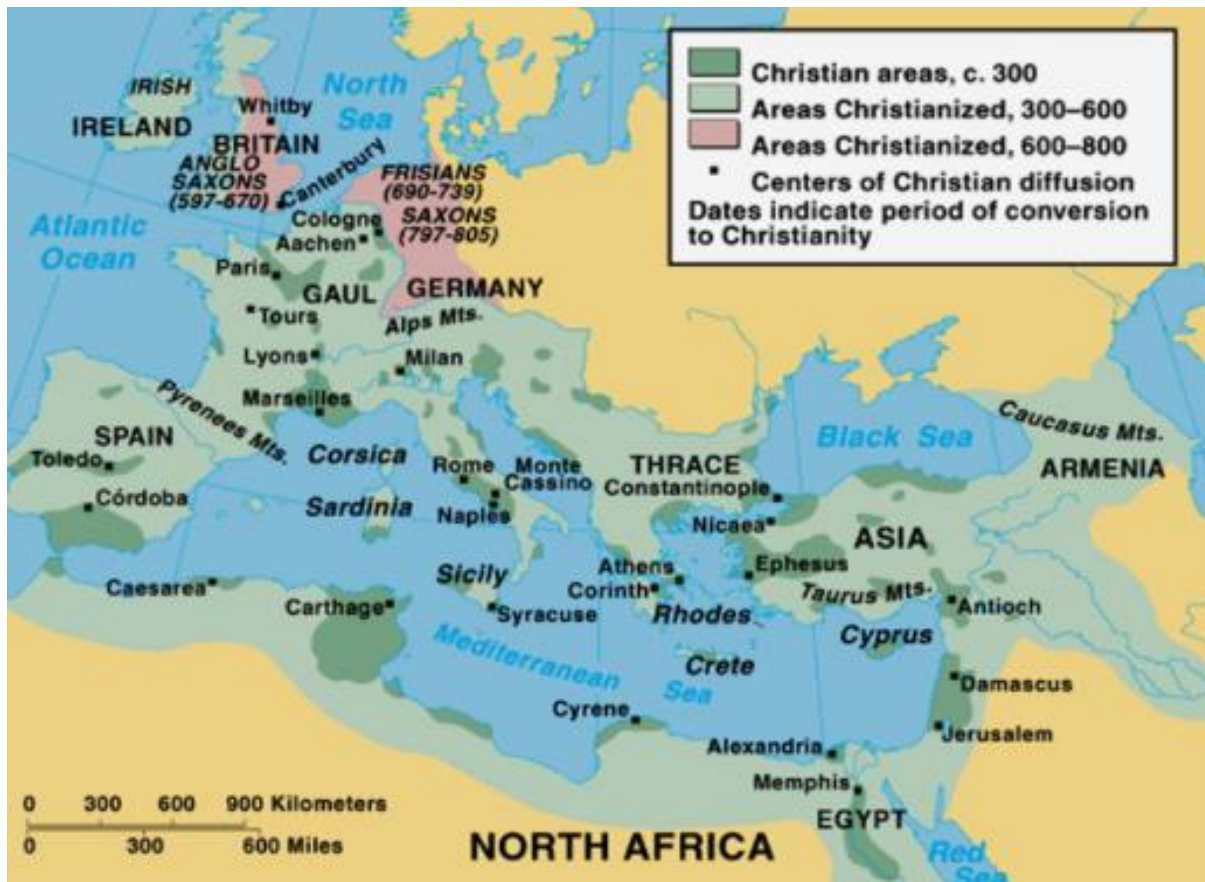 Christian areas, c. 300
Areas Christianized, 300–600
Areas Christianized, 600–800
Centers of Christian diffusion
Dates indicate period of conversion
to Christianity
IRISH
IRELAND
North
Sea
Whitby
BRITAIN
ANGLO
SAXONS
(597-670)
Canterbury
FRISIANS
(690-739)
SAXONS
(797-805)
Cologne
Aachen
Atlantic
Ocean
Paris
GAUL
GERMANY
Tours
Alps Mts.
Lyons
Milan
Marseilles
Pyrenees Mts.
SPAIN
Toledo
Córdoba
Corsica
Sardinia
Rome
Monte
Cassino
Naples
THRACE
Constantinople
Black Sea
Caucasus Mts.
ARMENIA
Nicaea
ASIA
Ephesus
Athens
Corinth
Taurus Mts.
Antioch
Sicily
Syracuse
Caesarea
Carthage
Rhodes
Cyprus
Crete
Mediterranean
Sea
Damascus
Jerusalem
Cyrene
Alexandria
Memphis
EGYPT
Red
Sea
NORTH AFRICA
0 300 600 900 Kilometers
0 300 600 Miles